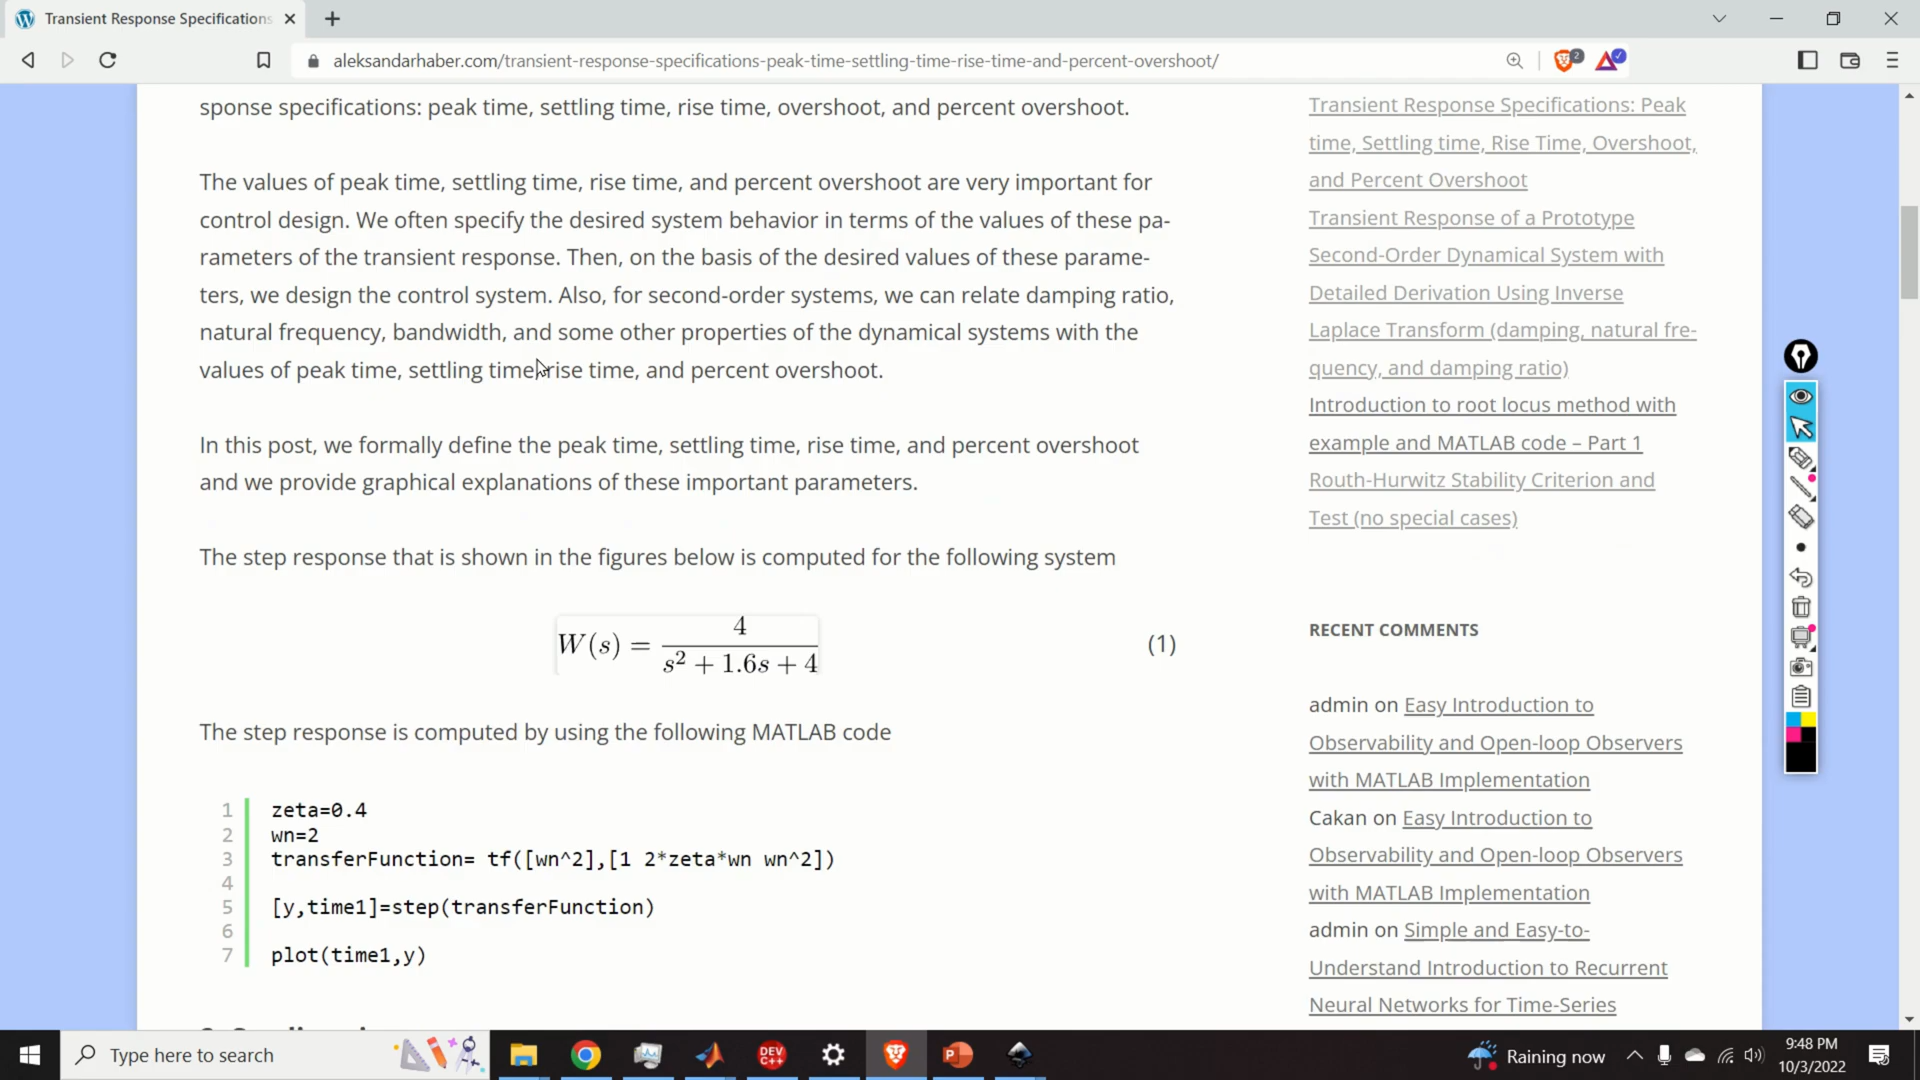 Transient Response Specifications
aleksandarhaber.com/transient-response-specifications-peak-time-settling-time-rise-time-and-percent-overshoot/
2
sponse specifications: peak time, settling time, rise time, overshoot, and percent overshoot.
The values of peak time, settling time, rise time, and percent overshoot are very important for
control design. We often specify the desired system behavior in terms of the values of these pa-
rameters of the transient response. Then, on the basis of the desired values of these parame-
ters, we design the control system. Also, for second-order systems, we can relate damping ratio,
natural frequency, bandwidth, and some other properties of the dynamical systems with the
values of peak time, settling time, rise time, and percent overshoot.
In this post, we formally define the peak time, settling time, rise time, and percent overshoot
and we provide graphical explanations of these important parameters.
The step response that is shown in the figures below is computed for the following system
W(s) = 4 / (s² + 1.6s + 4) (1)
The step response is computed by using the following MATLAB code
1 zeta=0.4
2 wn=2
3 transferFunction= tf([wn^2],[1 2*zeta*wn wn^2])
4
5 [y,time1]=step(transferFunction)
6
7 plot(time1,y)
Transient Response Specifications: Peak
time, Settling time, Rise Time, Overshoot,
and Percent Overshoot
Transient Response of a Prototype
Second-Order Dynamical System with
Detailed Derivation Using Inverse
Laplace Transform (damping, natural fre-
quency, and damping ratio)
Introduction to root locus method with
example and MATLAB code – Part 1
Routh-Hurwitz Stability Criterion and
Test (no special cases)
RECENT COMMENTS
admin on Easy Introduction to
Observability and Open-loop Observers
with MATLAB Implementation
Cakan on Easy Introduction to
Observability and Open-loop Observers
with MATLAB Implementation
admin on Simple and Easy-to-
Understand Introduction to Recurrent
Neural Networks for Time-Series
Type here to search
DEV
C++
P
Raining now
9:48 PM
10/3/2022